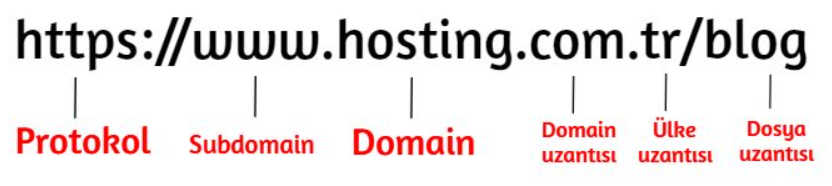 https://www.hosting.com.tr/blog
Protokol
Subdomain
Domain
Domain
uzantısı
Ülke
uzantısı
Dosya
uzantısı